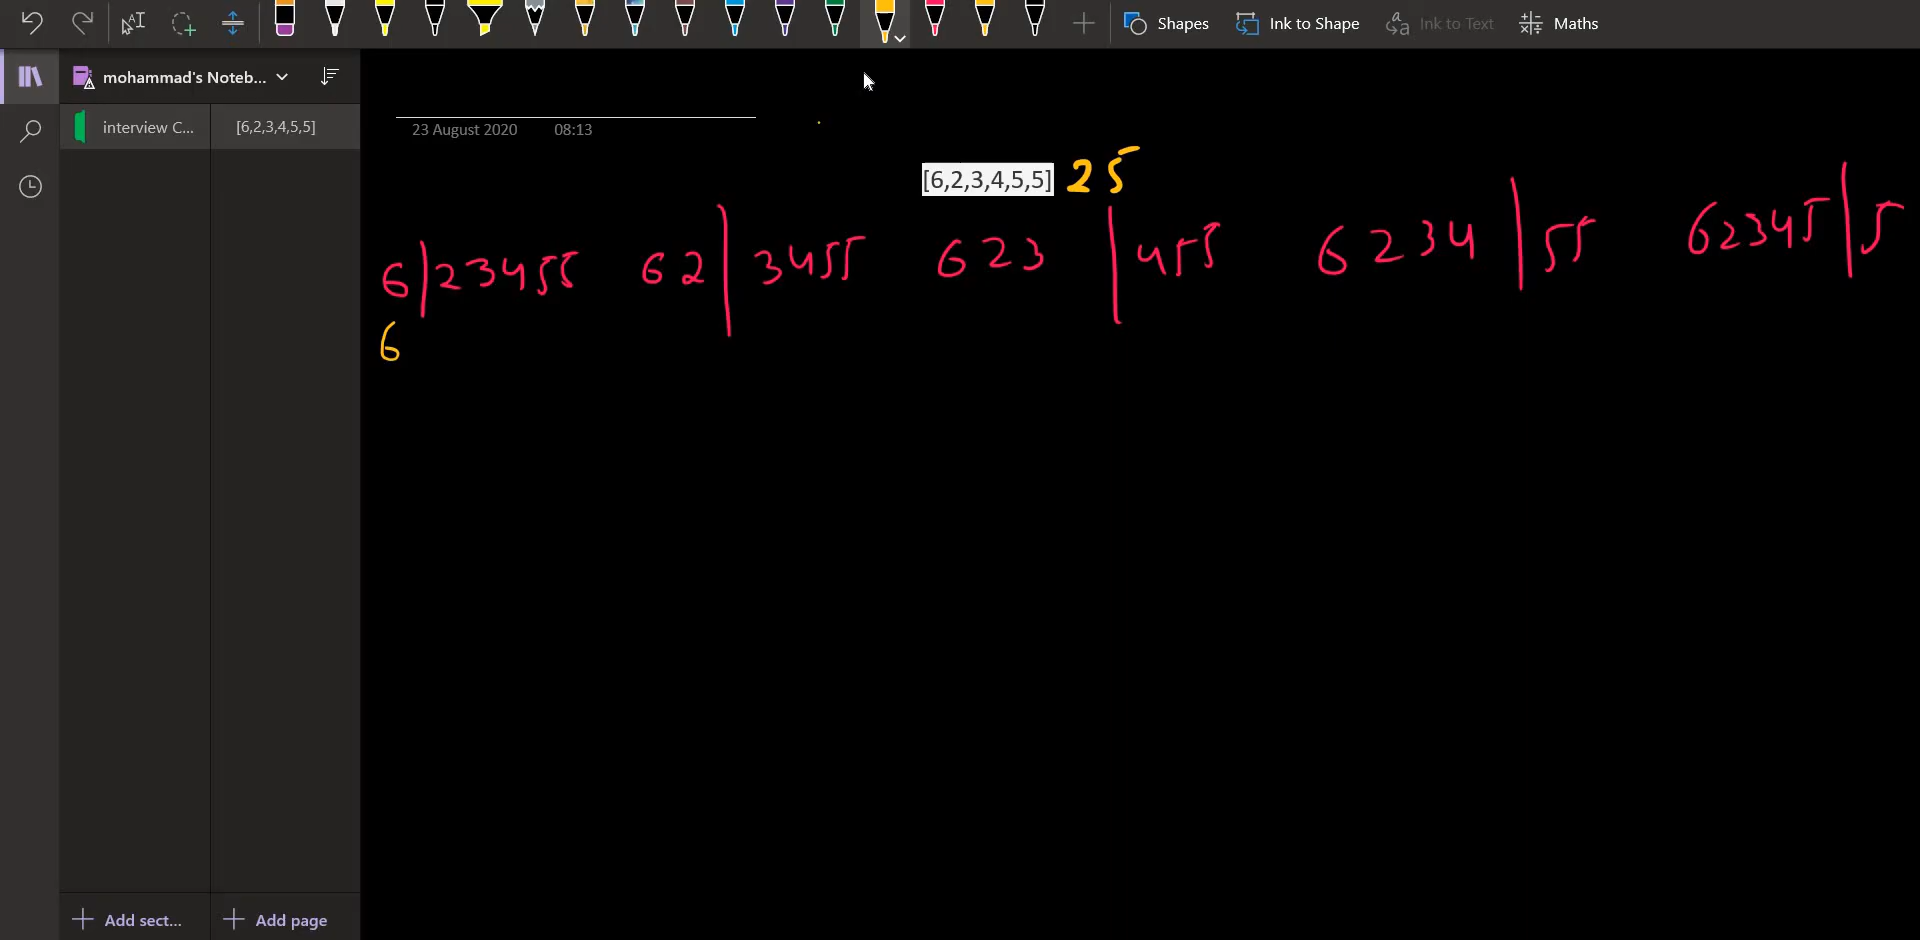 Shapes Ink to Shape Ink to Text Maths
mohammad's Noteb...
interview C... [6,2,3,4,5,5]
23 August 2020 08:13
[6,2,3,4,5,5] 25
6|23455 62|3455 623|455 6234|55 62345|5
6
Add sect... Add page